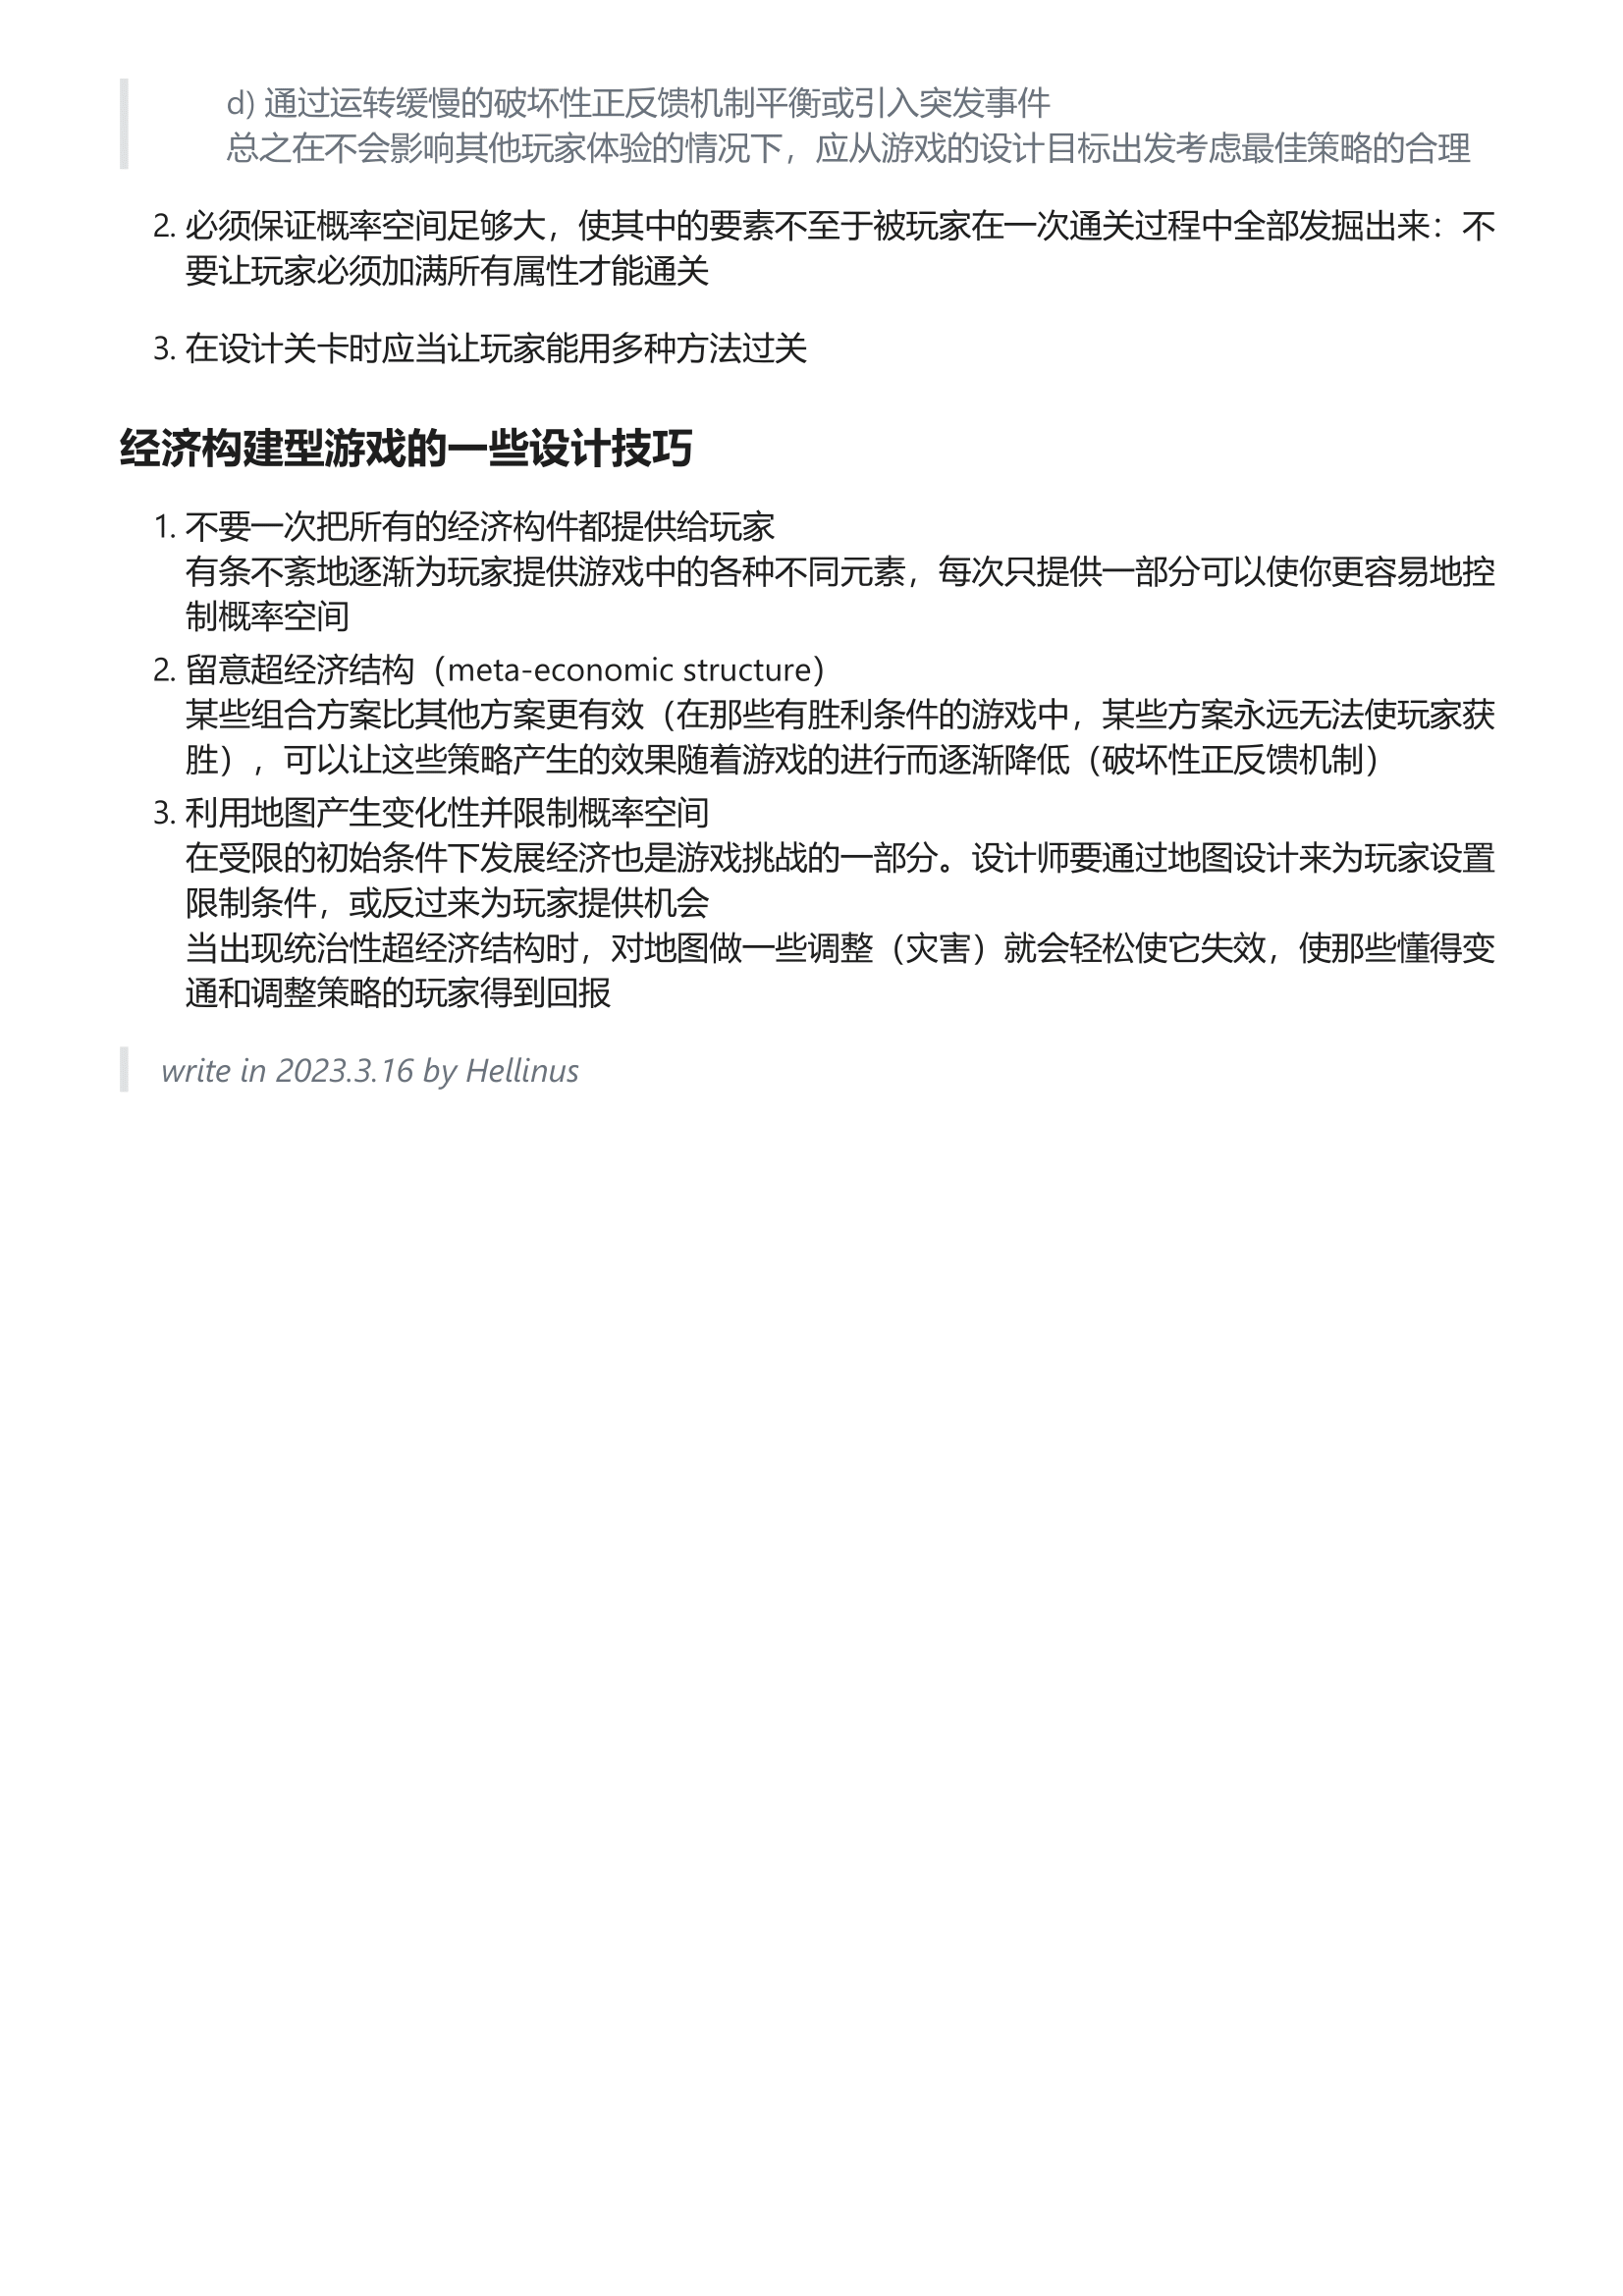 d) 通过运转缓慢的破坏性正反馈机制平衡或引入突发事件
总之在不会影响其他玩家体验的情况下，应从游戏的设计目标出发考虑最佳策略的合理
2. 必须保证概率空间足够大，使其中的要素不至于被玩家在一次通关过程中全部发掘出来：不
要让玩家必须加满所有属性才能通关
3. 在设计关卡时应当让玩家能用多种方法过关
经济构建型游戏的一些设计技巧
1. 不要一次把所有的经济构件都提供给玩家
有条不紊地逐渐为玩家提供游戏中的各种不同元素，每次只提供一部分可以使你更容易地控
制概率空间
2. 留意超经济结构（meta-economic structure）
某些组合方案比其他方案更有效（在那些有胜利条件的游戏中，某些方案永远无法使玩家获
胜），可以让这些策略产生的效果随着游戏的进行而逐渐降低（破坏性正反馈机制）
3. 利用地图产生变化性并限制概率空间
在受限的初始条件下发展经济也是游戏挑战的一部分。设计师要通过地图设计来为玩家设置
限制条件，或反过来为玩家提供机会
当出现统治性超经济结构时，对地图做一些调整（灾害）就会轻松使它失效，使那些懂得变
通和调整策略的玩家得到回报
write in 2023.3.16 by Hellinus